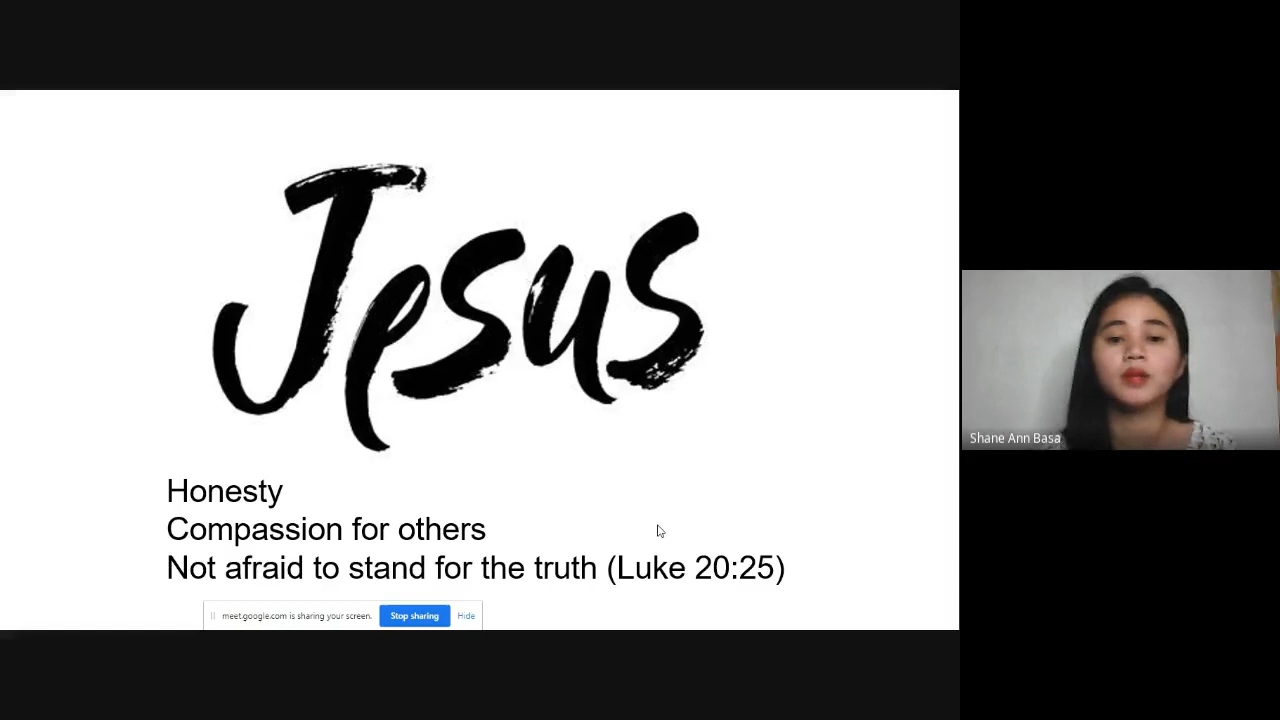 Jesus
Honesty
Compassion for others
Not afraid to stand for the truth (Luke 20:25)
meet.google.com is sharing your screen. Stop sharing Hide
Shane Ann Basa